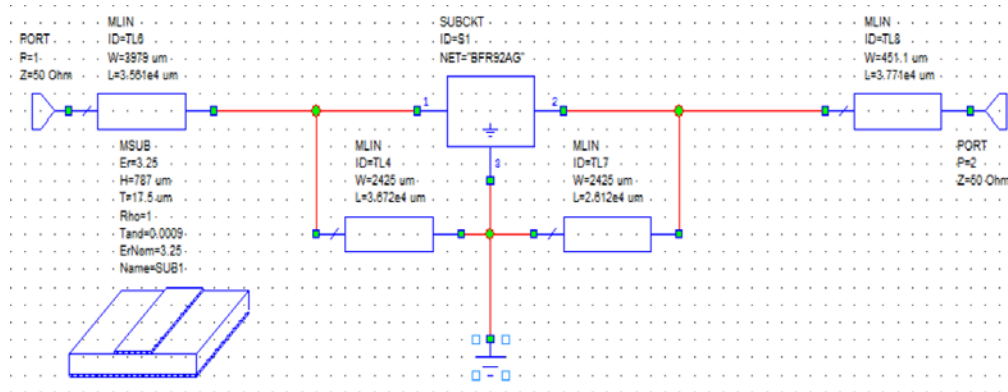 MLIN
ID=TL6
W=3979 um
L=3.561e4 um
PORT
P=1
Z=50 Ohm
SUBCKT
ID=S1
NET="BFR92AG"
MLIN
ID=TL8
W=451.1 um
L=3.771e4 um
1
2
3
MSUB
Er=3.25
H=787 um
T=17.5 um
Rho=1
Tand=0.0009
ErNom=3.25
Name=SUB1
MLIN
ID=TL4
W=2425 um
L=3.672e4 um
MLIN
ID=TL7
W=2425 um
L=2.612e4 um
PORT
P=2
Z=50 Ohm